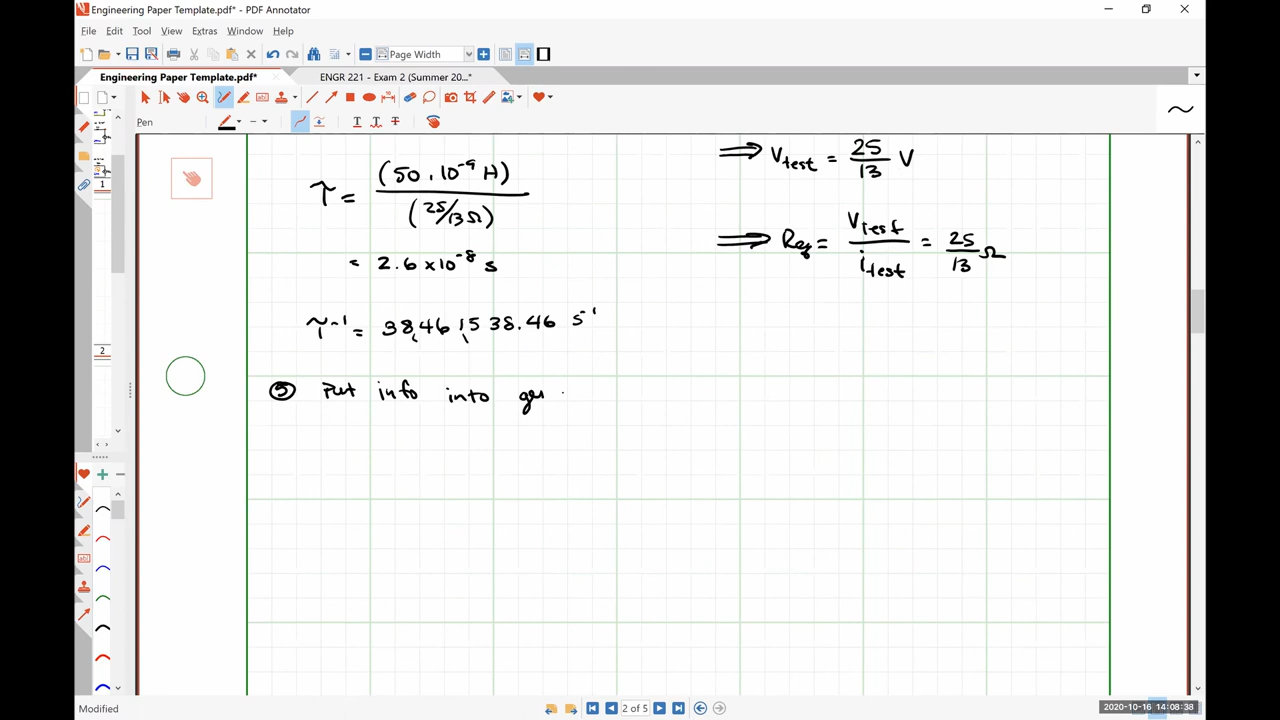 Engineering Paper Template.pdf* - PDF Annotator
File Edit Tool View Extras Window Help
Page Width
Engineering Paper Template.pdf*
ENGR 221 - Exam 2 (Summer 20...*
Pen
1
2
τ = (50 · 10⁻⁹ H) / (25/13 Ω)
= 2.6 x 10⁻⁸ s
τ⁻¹ = 38,461,538.46 s⁻¹
⑤ Put info into gen
⟹ Vtest = 25/13 V
⟹ Req = Vtest / itest = 25/13 Ω
Modified
2 of 5
2020-10-16 14:08:38